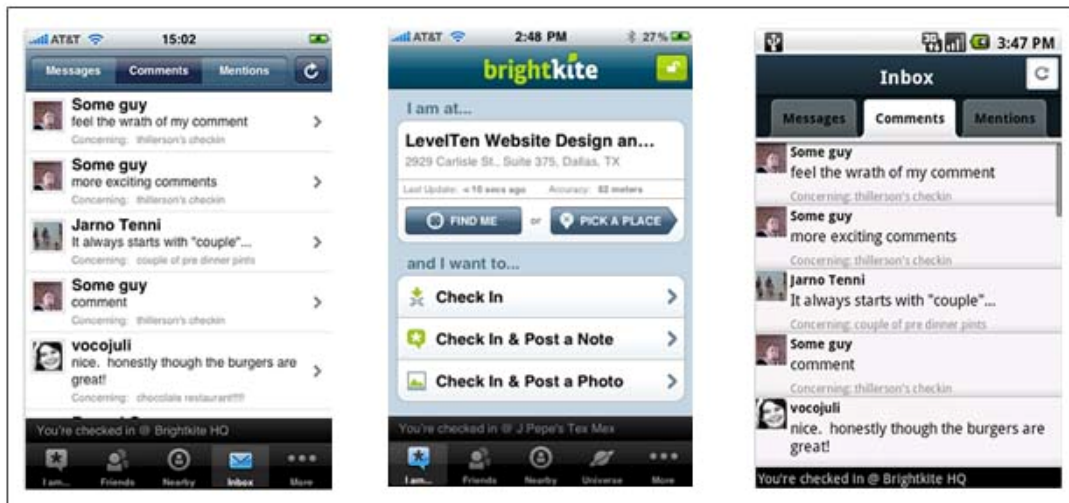 AT&T 15:02
Messages Comments Mentions
Some guy
feel the wrath of my comment
Concerning: thillerson's checkin
Some guy
more exciting comments
Concerning: thillerson's checkin
Jarno Tenni
It always starts with "couple"...
Concerning: couple of pre dinner pints
Some guy
comment
Concerning: thillerson's checkin
vocojuli
nice. honestly though the burgers are
great!
Concerning: chocolate restaurant!!!!
You're checked in @ Brightkite HQ
I am... Friends Nearby Inbox More
AT&T 2:48 PM 27%
brightkite
I am at...
LevelTen Website Design an...
2929 Carlisle St., Suite 375, Dallas, TX
Last Update: < 10 secs ago Accuracy: 82 meters
FIND ME or PICK A PLACE
and I want to...
Check In
Check In & Post a Note
Check In & Post a Photo
You're checked in @ J.Pepe's Tex Mex
I am... Friends Nearby Universe More
3G 3:47 PM
Inbox
Messages Comments Mentions
Some guy
feel the wrath of my comment
Concerning: thillerson's checkin
Some guy
more exciting comments
Concerning: thillerson's checkin
Jarno Tenni
It always starts with "couple"...
Concerning: couple of pre dinner pints
Some guy
comment
Concerning: thillerson's checkin
vocojuli
nice. honestly though the burgers are
great!
You're checked in @ Brightkite HQ